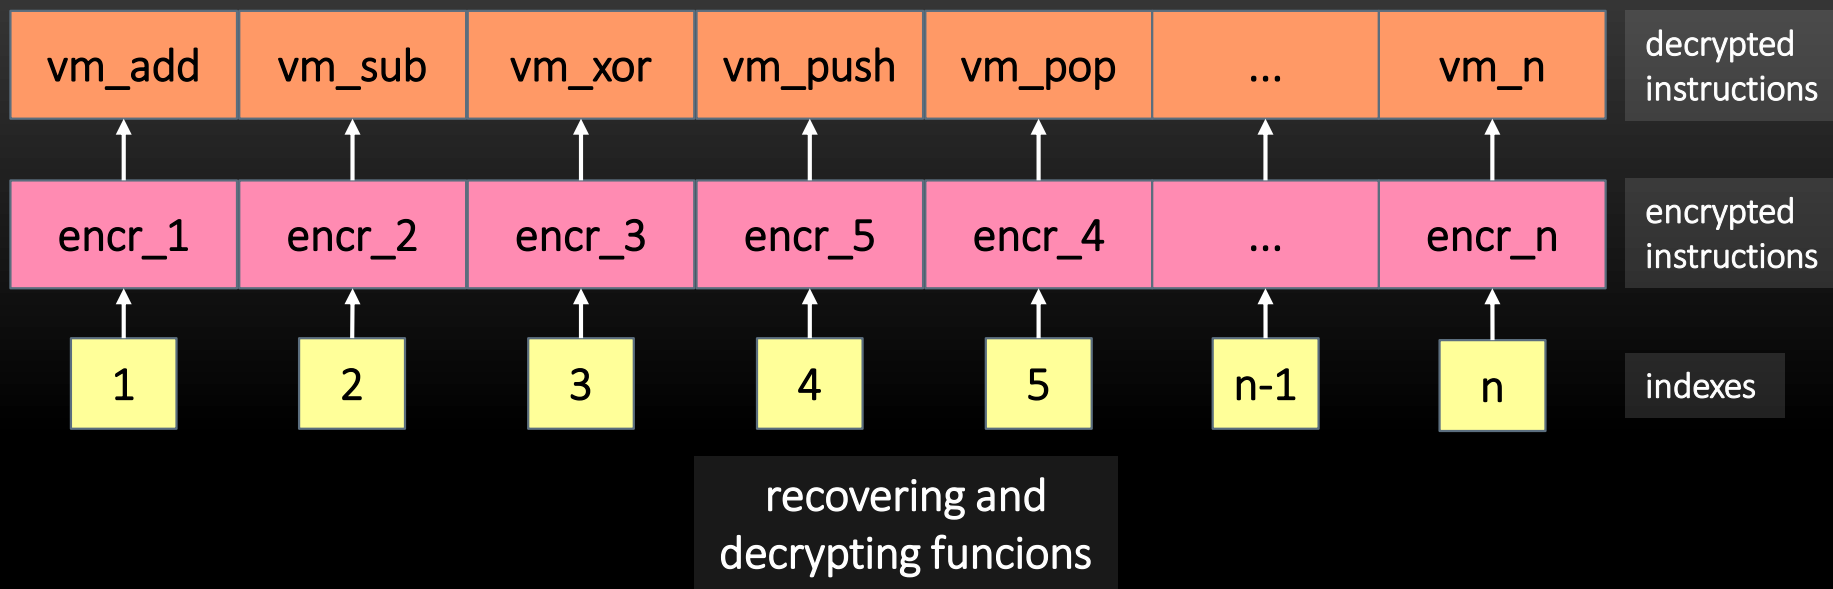 vm_add vm_sub vm_xor vm_push vm_pop ... vm_n
decrypted
instructions
encr_1 encr_2 encr_3 encr_5 encr_4 ... encr_n
encrypted
instructions
1 2 3 4 5 n-1 n
indexes
recovering and
decrypting funcions